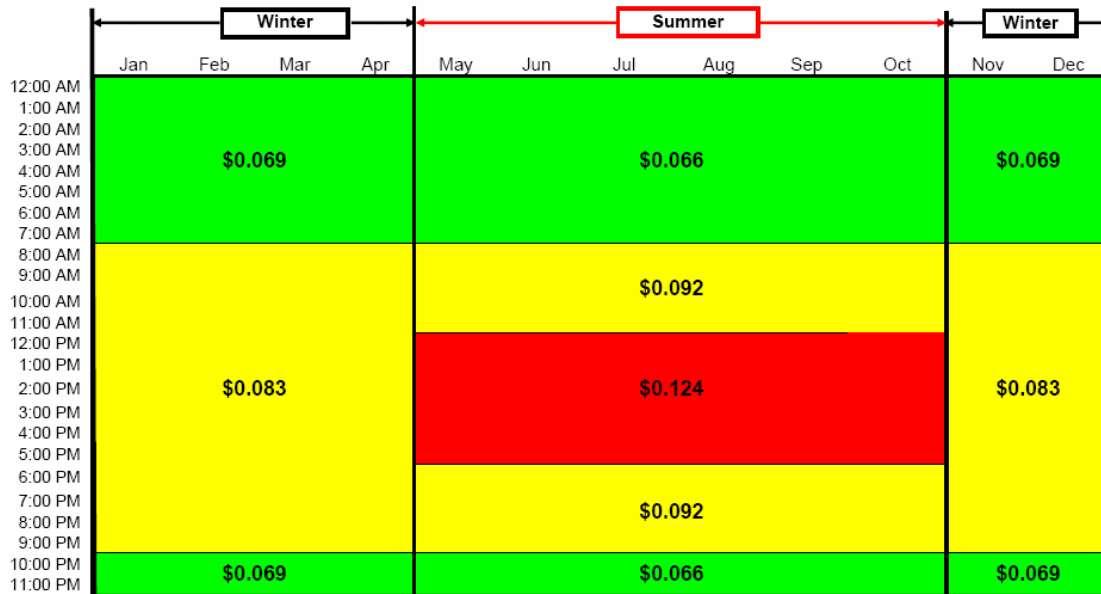 Winter Summer Winter
Jan Feb Mar Apr May Jun Jul Aug Sep Oct Nov Dec
12:00 AM
1:00 AM
2:00 AM
3:00 AM
$0.069 $0.066 $0.069
4:00 AM
5:00 AM
6:00 AM
7:00 AM
8:00 AM
9:00 AM
$0.092
10:00 AM
11:00 AM
12:00 PM
1:00 PM
2:00 PM $0.083 $0.124 $0.083
3:00 PM
4:00 PM
5:00 PM
6:00 PM
7:00 PM
$0.092
8:00 PM
9:00 PM
10:00 PM
$0.069 $0.066 $0.069
11:00 PM